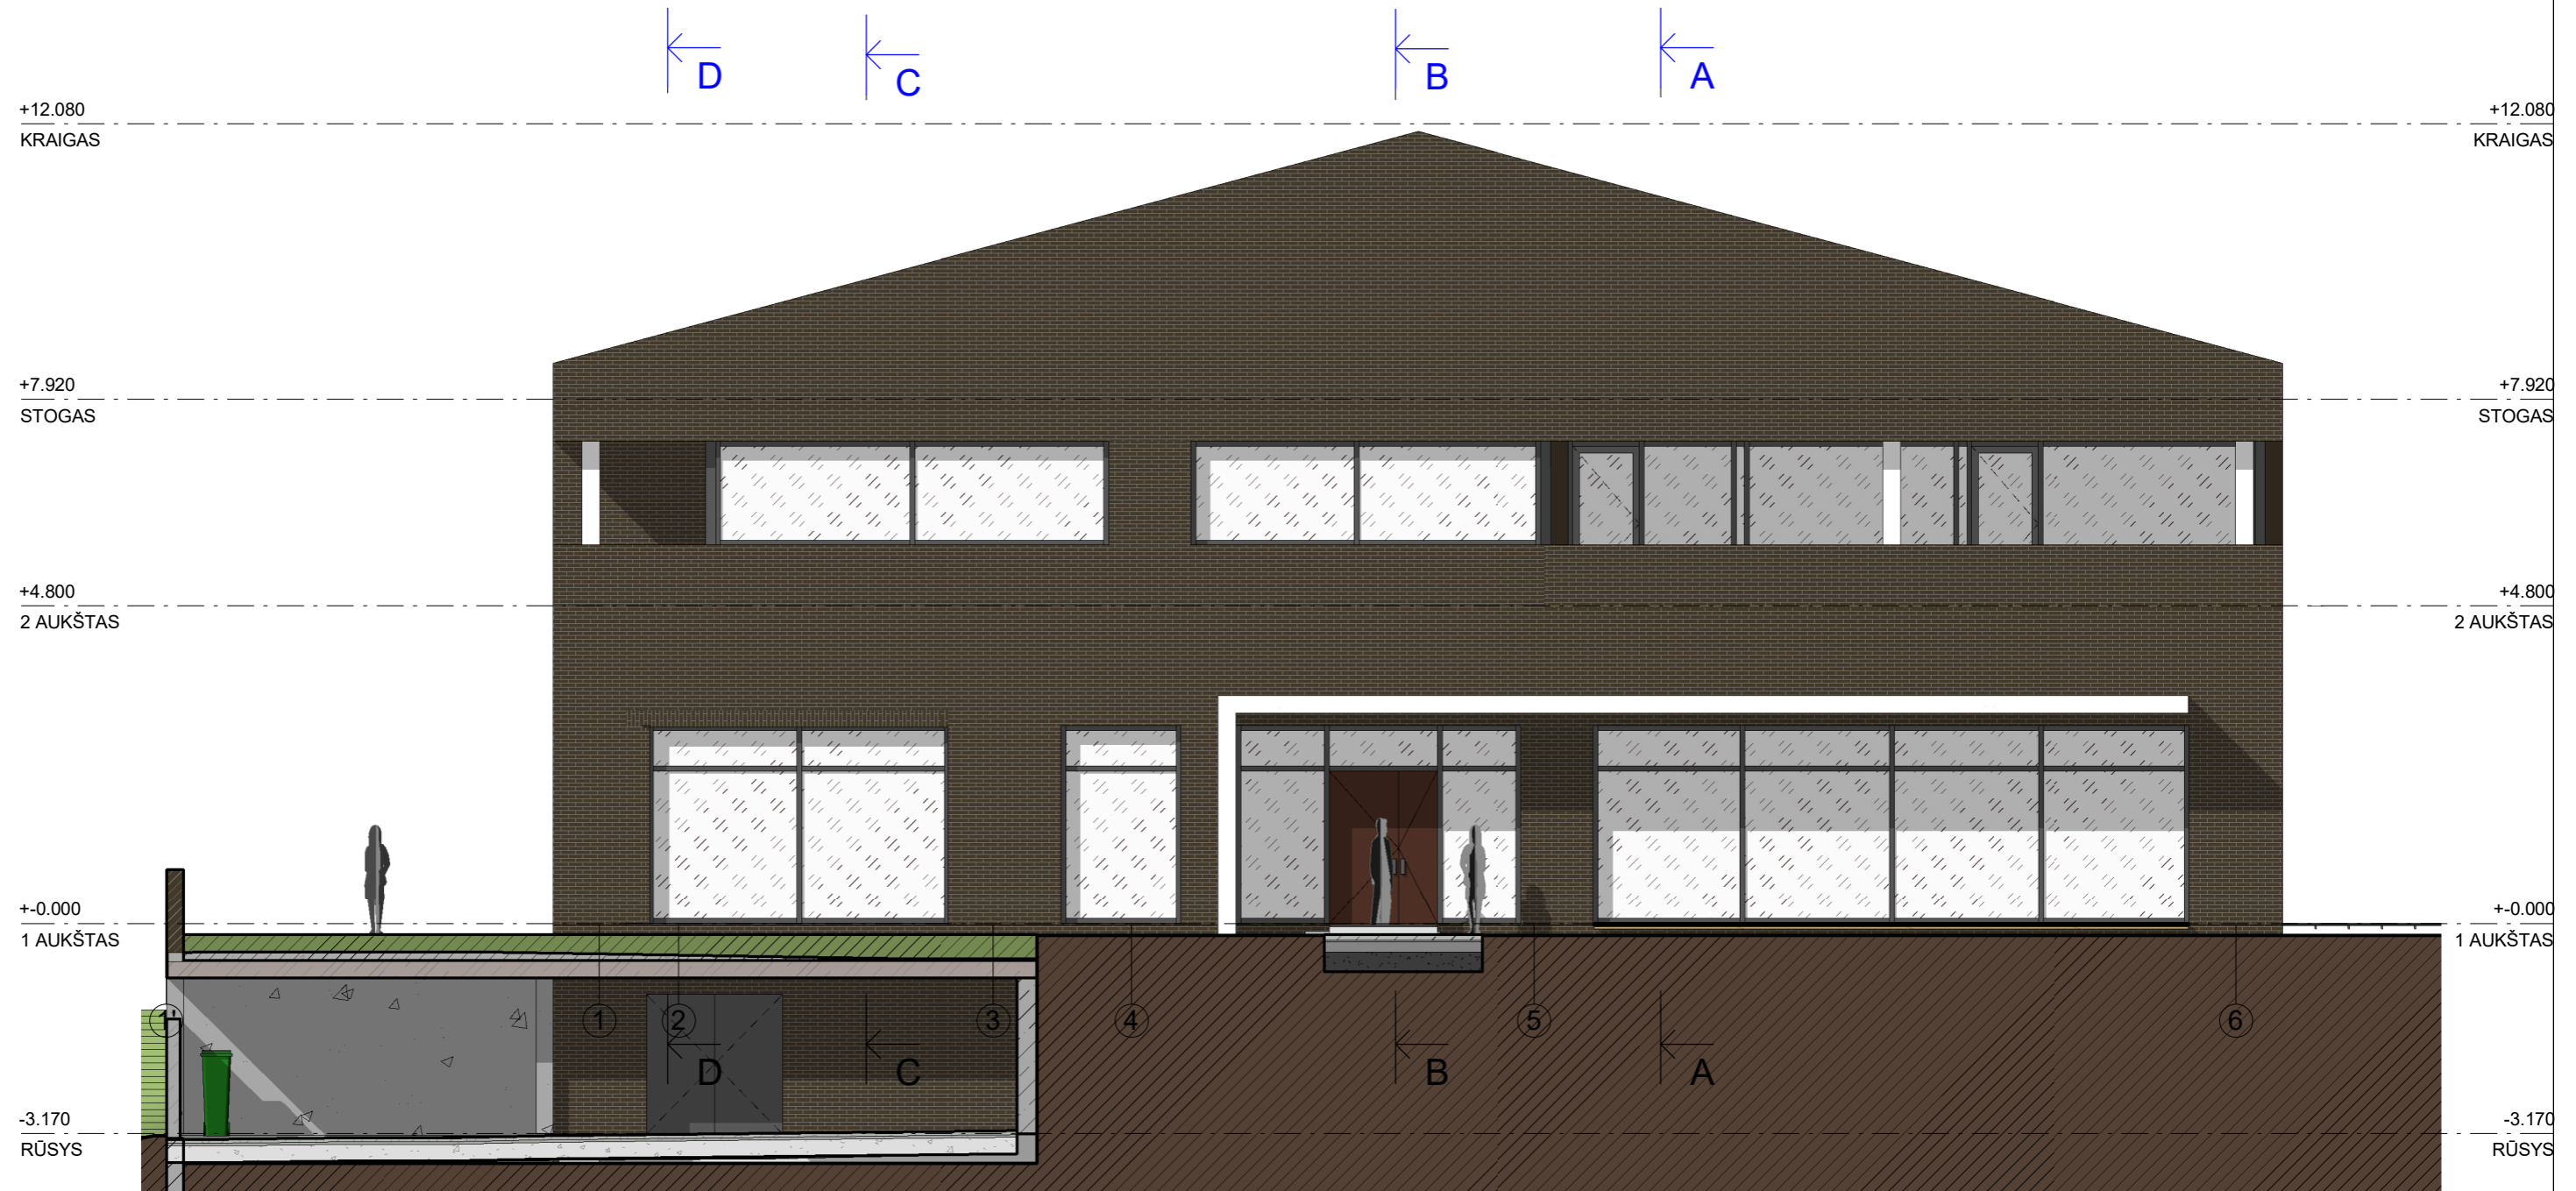 D C B A
+12.080 +12.080
KRAIGAS KRAIGAS
+7.920 +7.920
STOGAS STOGAS
+4.800 +4.800
2 AUKŠTAS 2 AUKŠTAS
+-0.000 +-0.000
1 AUKŠTAS 1 AUKŠTAS
1' 1 2 3 4 5 6
D C B A
-3.170 -3.170
RŪSYS RŪSYS